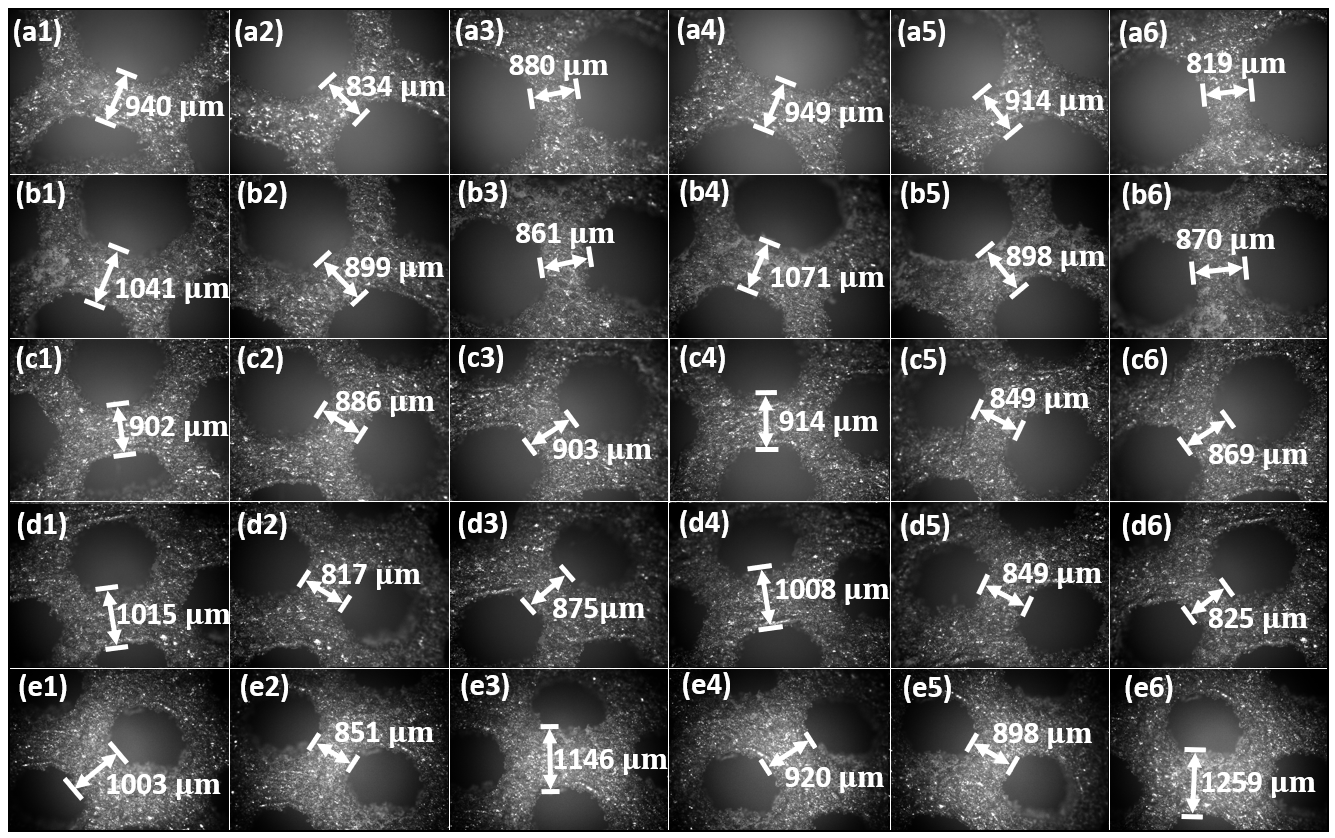 (a1) (a2) (a3) (a4) (a5) (a6)
940 μm 834 μm 880 μm 949 μm 914 μm 819 μm
(b1) (b2) (b3) (b4) (b5) (b6)
1041 μm 899 μm 861 μm 1071 μm 898 μm 870 μm
(c1) (c2) (c3) (c4) (c5) (c6)
902 μm 886 μm 903 μm 914 μm 849 μm 869 μm
(d1) (d2) (d3) (d4) (d5) (d6)
1015 μm 817 μm 875μm 1008 μm 849 μm 825 μm
(e1) (e2) (e3) (e4) (e5) (e6)
1003 μm 851 μm 1146 μm 920 μm 898 μm 1259 μm